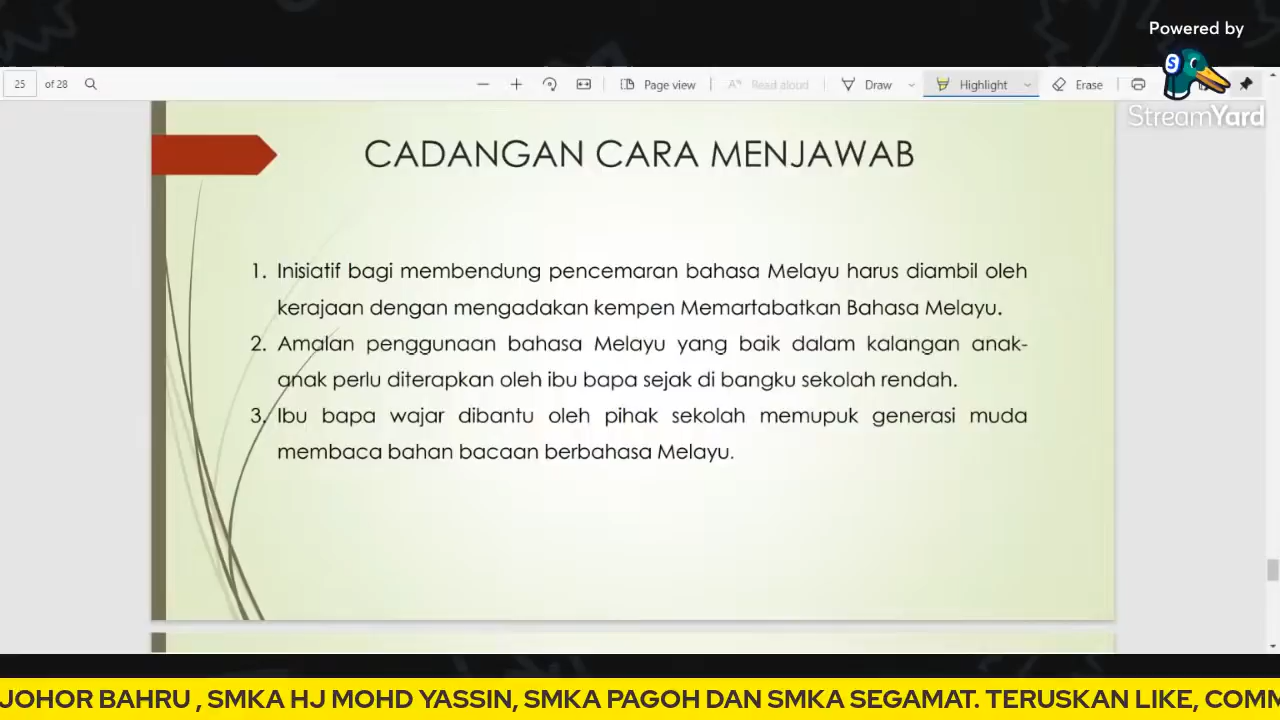 Powered by
StreamYard
25 of 28 Page view Read aloud Draw Highlight Erase
CADANGAN CARA MENJAWAB
1. Inisiatif bagi membendung pencemaran bahasa Melayu harus diambil oleh
kerajaan dengan mengadakan kempen Memartabatkan Bahasa Melayu.
2. Amalan penggunaan bahasa Melayu yang baik dalam kalangan anak-
anak perlu diterapkan oleh ibu bapa sejak di bangku sekolah rendah.
3. Ibu bapa wajar dibantu oleh pihak sekolah memupuk generasi muda
membaca bahan bacaan berbahasa Melayu.
JOHOR BAHRU , SMKA HJ MOHD YASSIN, SMKA PAGOH DAN SMKA SEGAMAT. TERUSKAN LIKE, COMM